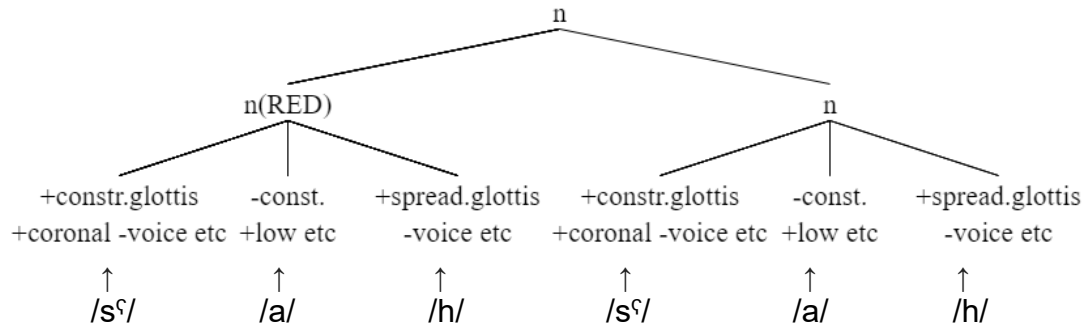 n
n(RED) n
+constr.glottis -const. +spread.glottis +constr.glottis -const. +spread.glottis
+coronal -voice etc +low etc -voice etc +coronal -voice etc +low etc -voice etc
↑ ↑ ↑ ↑ ↑ ↑
/sˤ/ /a/ /h/ /sˤ/ /a/ /h/